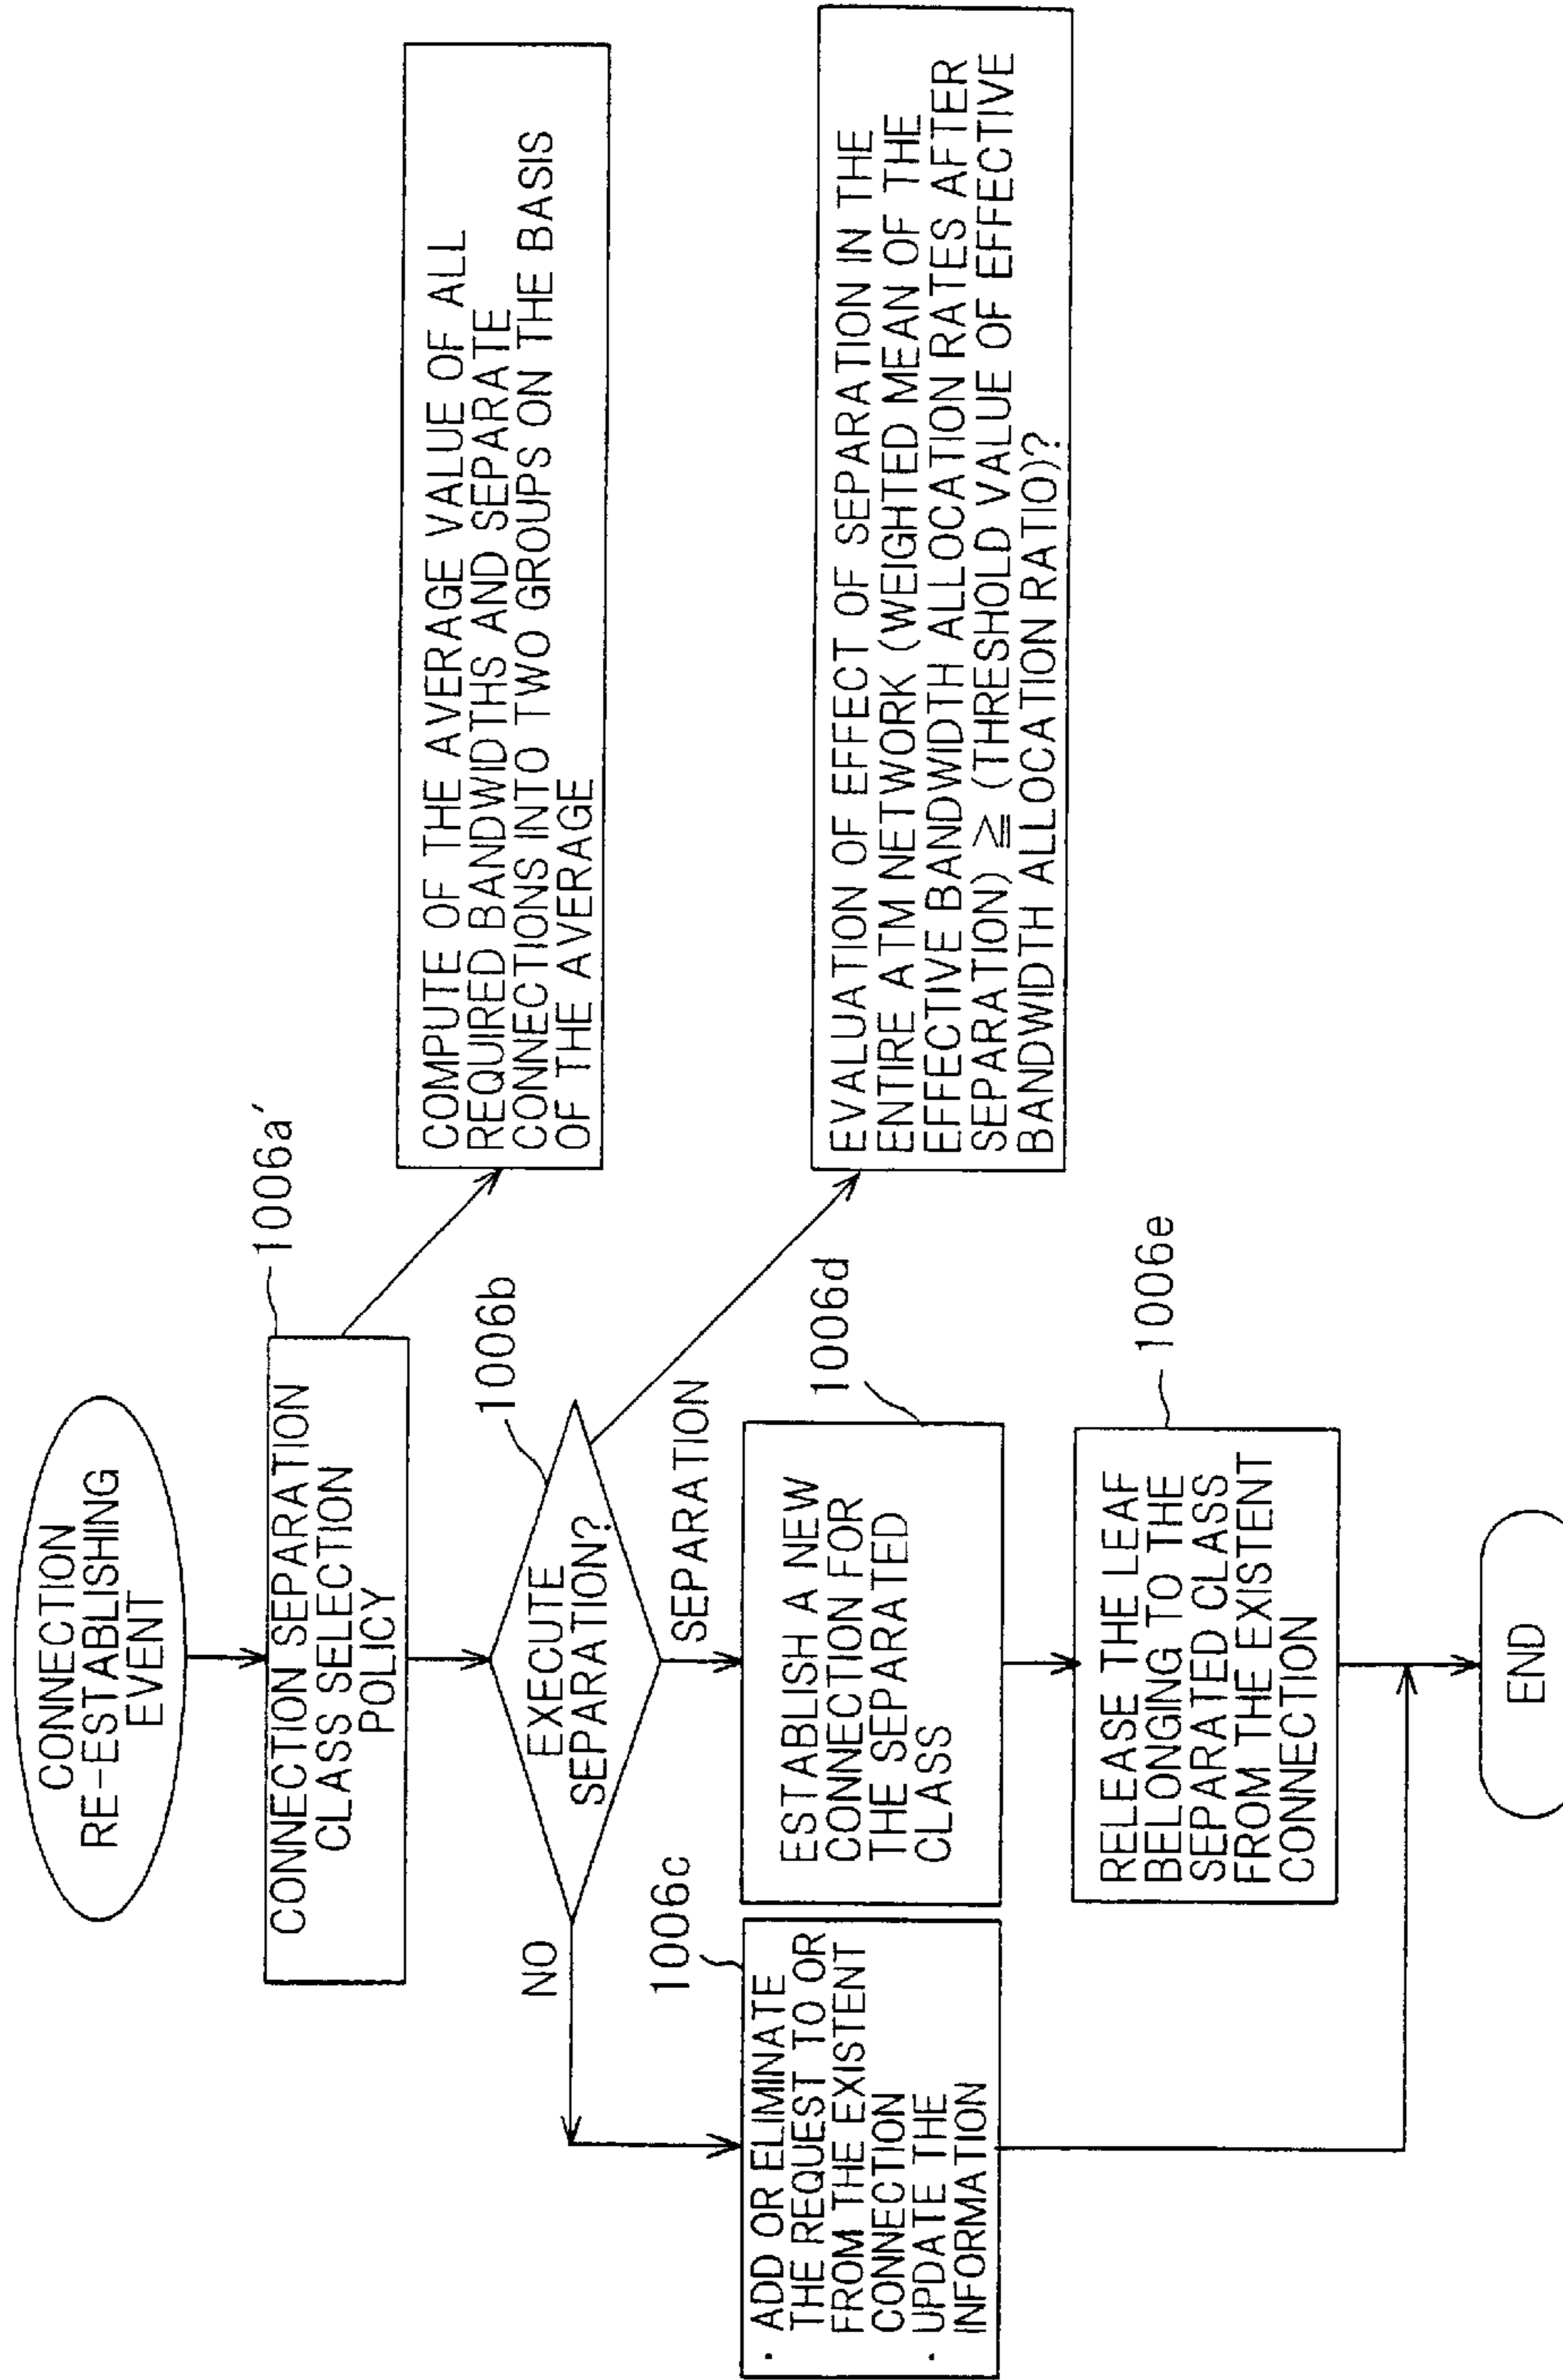 CONNECTION
RE-ESTABLISHING
EVENT
1006a'
CONNECTION SEPARATION
CLASS SELECTION
POLICY
COMPUTE OF THE AVERAGE VALUE OF ALL
REQUIRED BANDWIDTHS AND SEPARATE
CONNECTIONS INTO TWO GROUPS ON THE BASIS
OF THE AVERAGE
1006b
EXECUTE
SEPARATION?
NO
SEPARATION
EVALUATION OF EFFECT OF SEPARATION IN THE
ENTIRE ATM NETWORK (WEIGHTED MEAN OF THE
EFFECTIVE BANDWIDTH ALLOCATION RATES AFTER
SEPARATION) ≧ (THRESHOLD VALUE OF EFFECTIVE
BANDWIDTH ALLLOCATION RATIO)?
1006c
· ADD OR ELIMINATE
THE REQUEST TO OR
FROM THE EXISTENT
CONNECTION
· UPDATE THE
INFORMATION
1006d
ESTABLISH A NEW
CONNECTION FOR
THE SEPARATED
CLASS
1006e
RELEASE THE LEAF
BELONGING TO THE
SEPARATED CLASS
FROM THE EXISTENT
CONNECTION
END